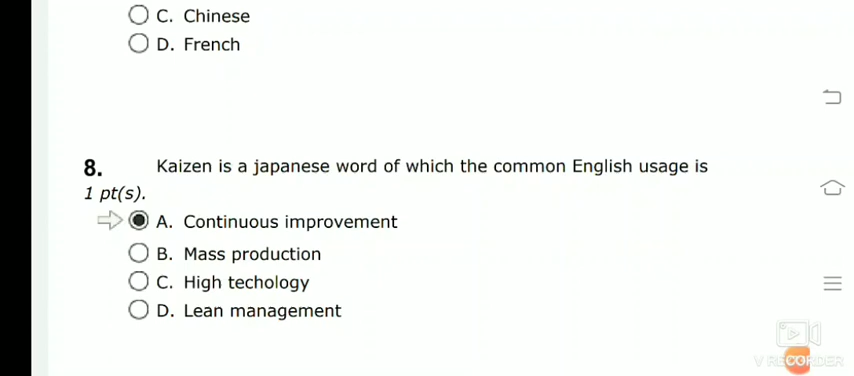 C. Chinese
D. French
8. Kaizen is a japanese word of which the common English usage is
1 pt(s).
A. Continuous improvement
B. Mass production
C. High techology
D. Lean management
V RECORDER